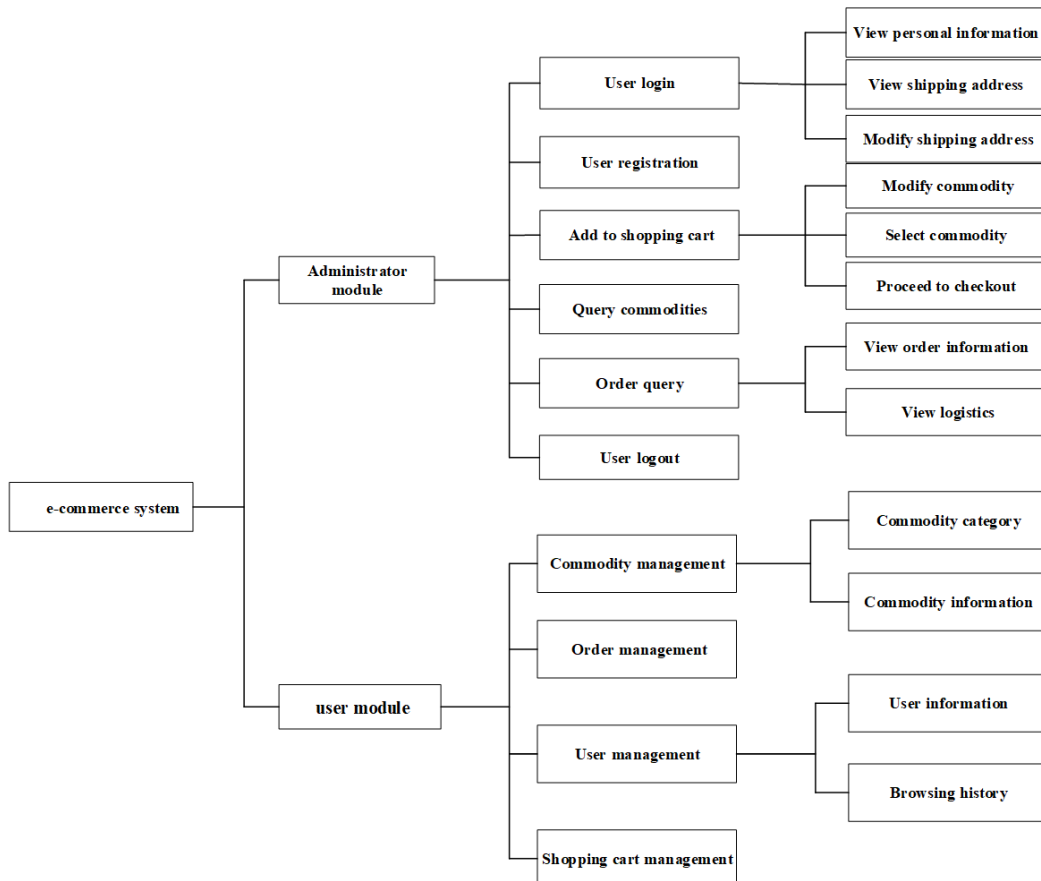 e-commerce system
Administrator
module
User login
View personal information
View shipping address
Modify shipping address
User registration
Add to shopping cart
Modify commodity
Select commodity
Proceed to checkout
Query commodities
Order query
View order information
View logistics
User logout
user module
Commodity management
Commodity category
Commodity information
Order management
User management
User information
Browsing history
Shopping cart management